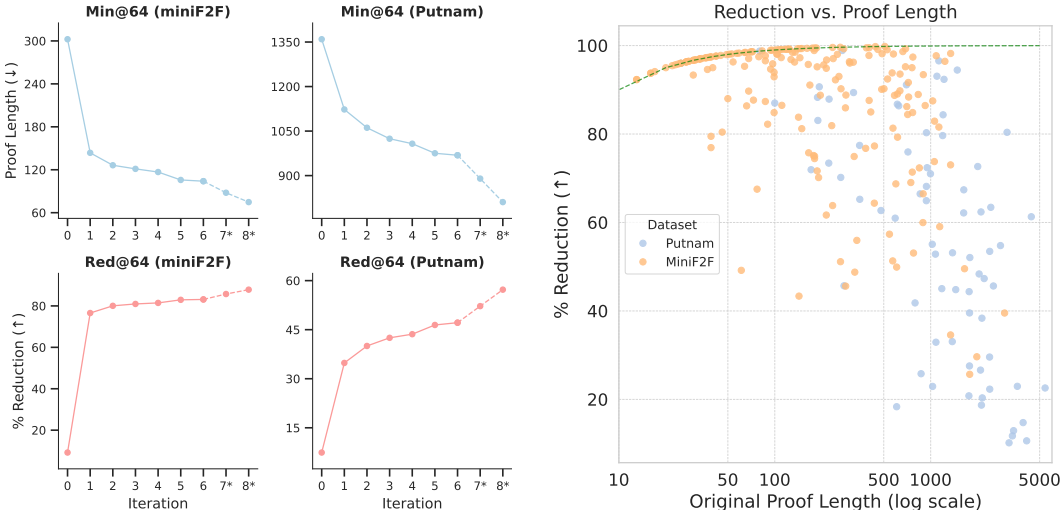 Min@64 (miniF2F)
Proof Length (↓)
300
240
180
120
60
0 1 2 3 4 5 6 7* 8*
Min@64 (Putnam)
1350
1200
1050
900
0 1 2 3 4 5 6 7* 8*
Red@64 (miniF2F)
% Reduction (↑)
80
60
40
20
0 1 2 3 4 5 6 7* 8*
Iteration
Red@64 (Putnam)
60
45
30
15
0 1 2 3 4 5 6 7* 8*
Iteration
Reduction vs. Proof Length
% Reduction (↑)
100
80
60
40
20
Dataset
Putnam
MiniF2F
10 50 100 500 1000 5000
Original Proof Length (log scale)